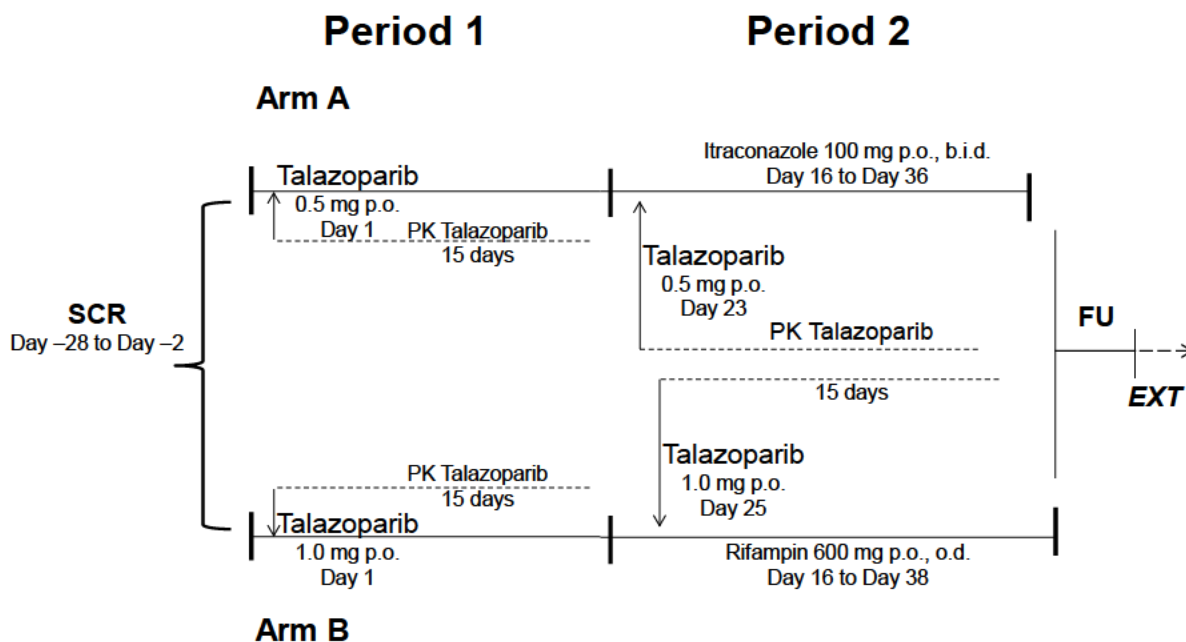 Period 1
Period 2
Arm A
Talazoparib
0.5 mg p.o.
Day 1
PK Talazoparib
15 days
Itraconazole 100 mg p.o., b.i.d.
Day 16 to Day 36
Talazoparib
0.5 mg p.o.
Day 23
PK Talazoparib
SCR
Day –28 to Day –2
FU
EXT
15 days
Talazoparib
1.0 mg p.o.
Day 25
PK Talazoparib
15 days
Talazoparib
1.0 mg p.o.
Day 1
Rifampin 600 mg p.o., o.d.
Day 16 to Day 38
Arm B